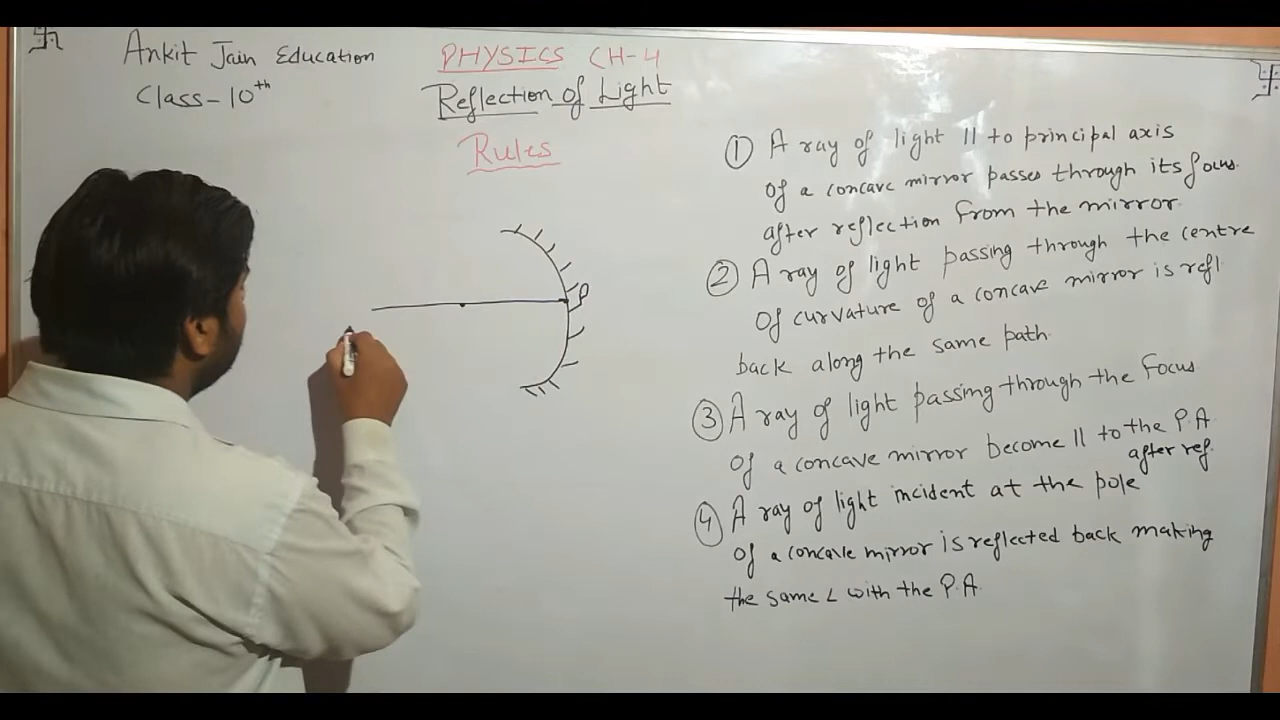 Ankit Jain Education
Class-10th
PHYSICS CH-4
Reflection of Light
Rules
P
① A ray of light || to principal axis
of a concave mirror passes through its focus.
after reflection from the mirror.
② A ray of light passing through the centre
of curvature of a concave mirror is refl.
back along the same path.
③ A ray of light passing through the focus
of a concave mirror become || to the P.A
after ref.
④ A ray of light incident at the pole
of a concave mirror is reflected back making
the same ∠ with the P.A